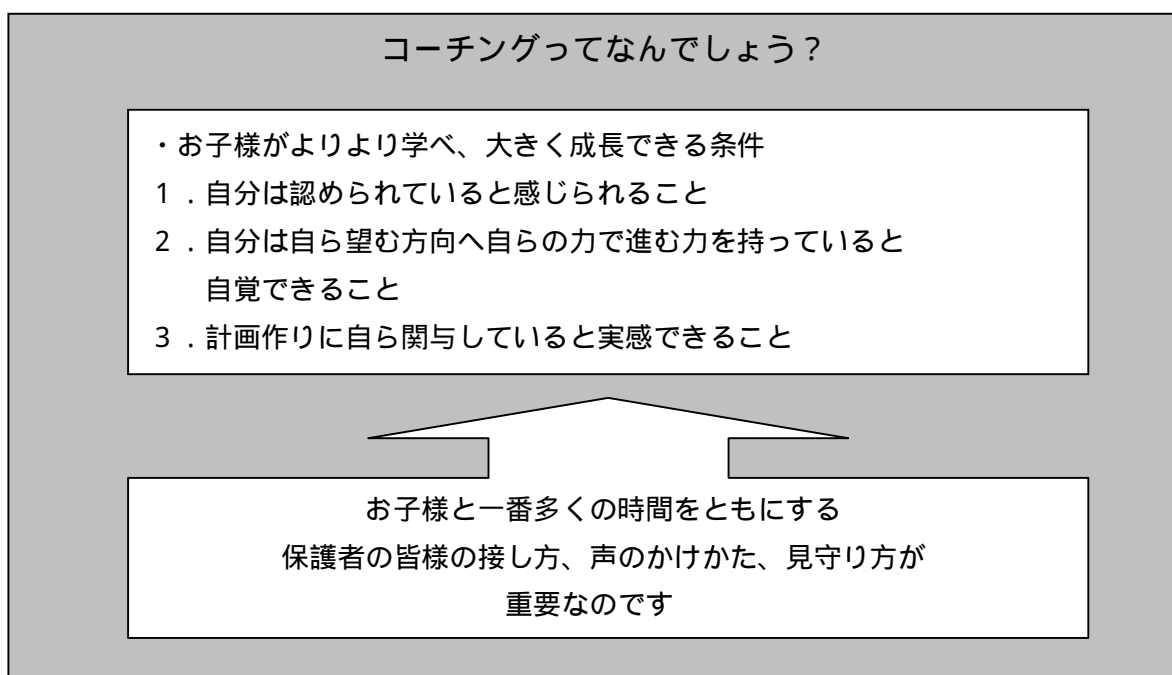 コーチングってなんでしょう？
・お子様がよりより学べ、大きく成長できる条件
１．自分は認められていると感じられること
２．自分は自ら望む方向へ自らの力で進む力を持っていると
自覚できること
３．計画作りに自ら関与していると実感できること
お子様と一番多くの時間をともにする
保護者の皆様の接し方、声のかけかた、見守り方が
重要なのです